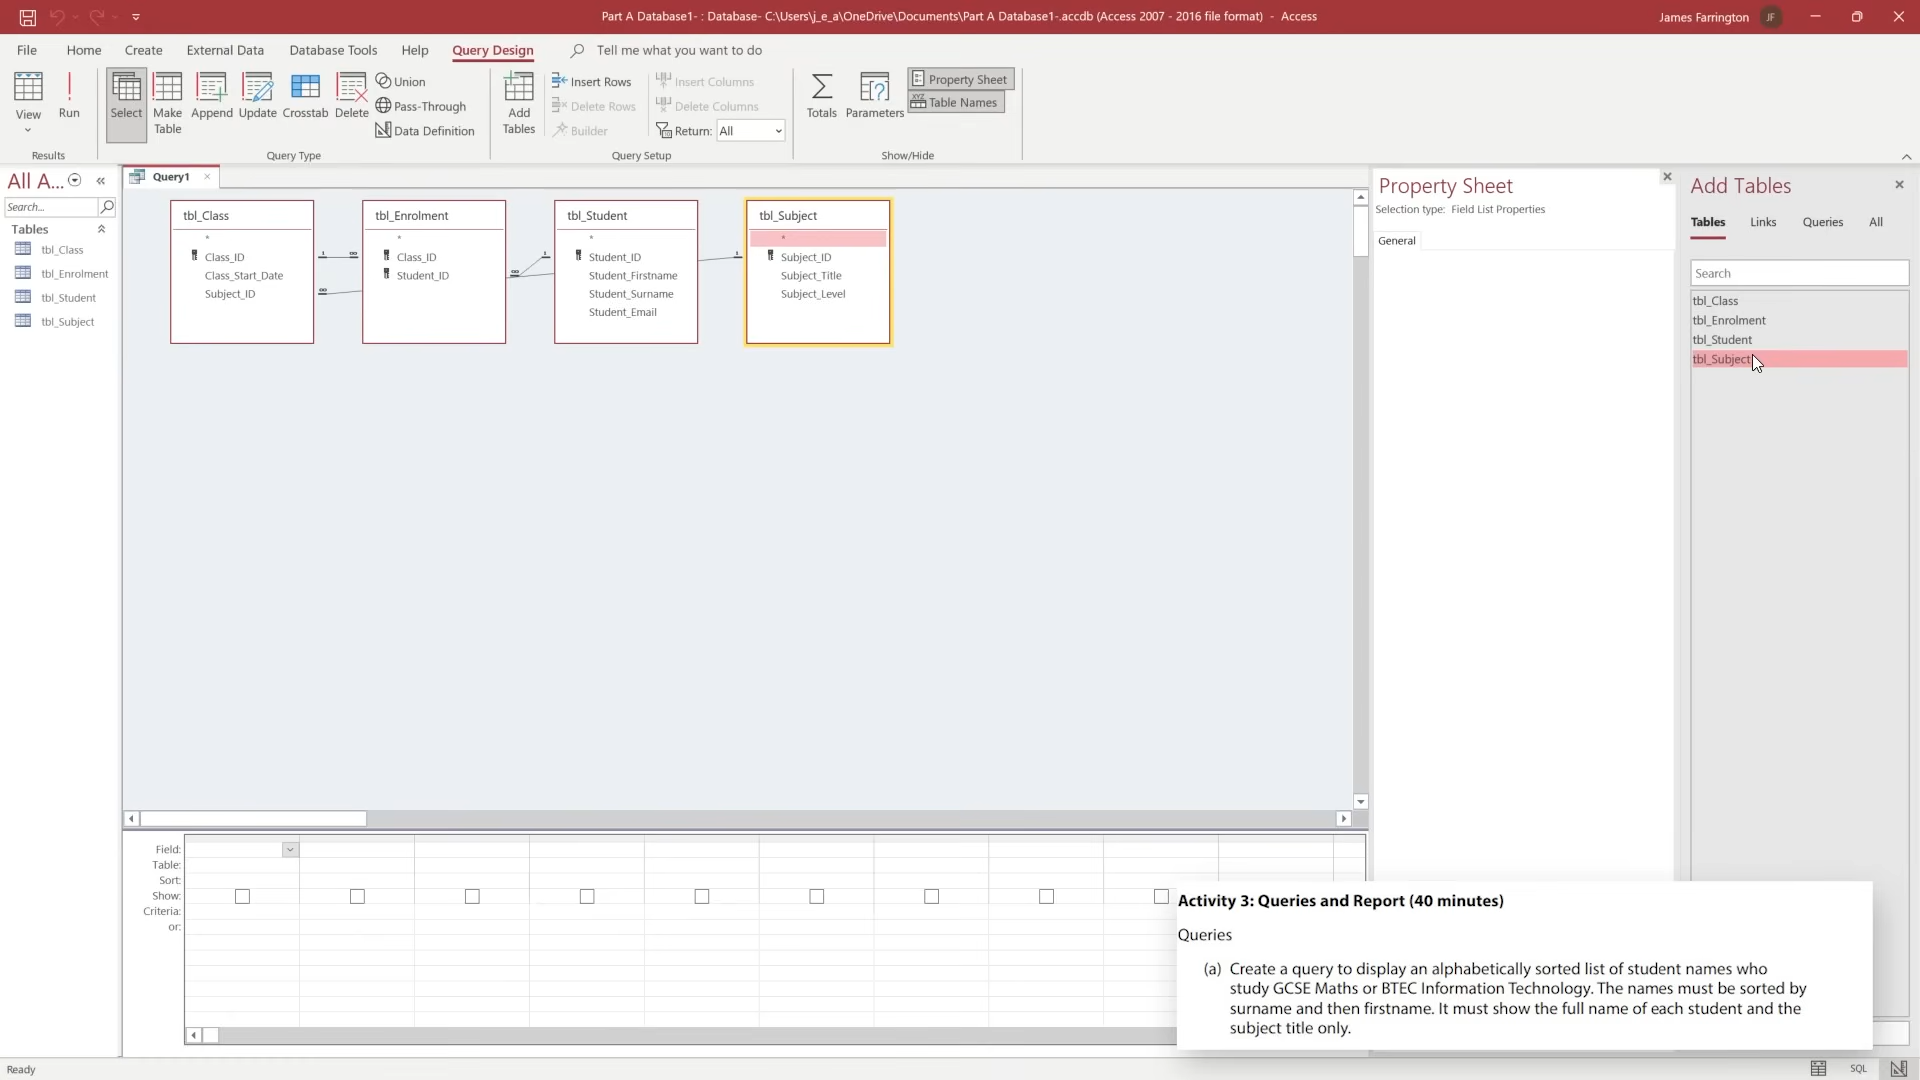 Part A Database1- : Database- C:\Users\j_e_a\OneDrive\Documents\Part A Database1-.accdb (Access 2007 - 2016 file format) - Access
James Farrington
JF
File
Home
Create
External Data
Database Tools
Help
Query Design
Tell me what you want to do
View
Run
Select
Make Table
Append
Update
Crosstab
Delete
Union
Pass-Through
Data Definition
Add Tables
Insert Rows
Delete Rows
Builder
Insert Columns
Delete Columns
Return: All
Totals
Parameters
Property Sheet
Table Names
Results
Query Type
Query Setup
Show/Hide
All A...
Search...
Tables
tbl_Class
tbl_Enrolment
tbl_Student
tbl_Subject
Query1
tbl_Class
*
Class_ID
Class_Start_Date
Subject_ID
tbl_Enrolment
*
Class_ID
Student_ID
tbl_Student
*
Student_ID
Student_Firstname
Student_Surname
Student_Email
tbl_Subject
*
Subject_ID
Subject_Title
Subject_Level
Property Sheet
Selection type: Field List Properties
General
Add Tables
Tables
Links
Queries
All
Search
tbl_Class
tbl_Enrolment
tbl_Student
tbl_Subject
Field:
Table:
Sort:
Show:
Criteria:
or:
Activity 3: Queries and Report (40 minutes)
Queries
(a) Create a query to display an alphabetically sorted list of student names who
study GCSE Maths or BTEC Information Technology. The names must be sorted by
surname and then firstname. It must show the full name of each student and the
subject title only.
Ready
SQL